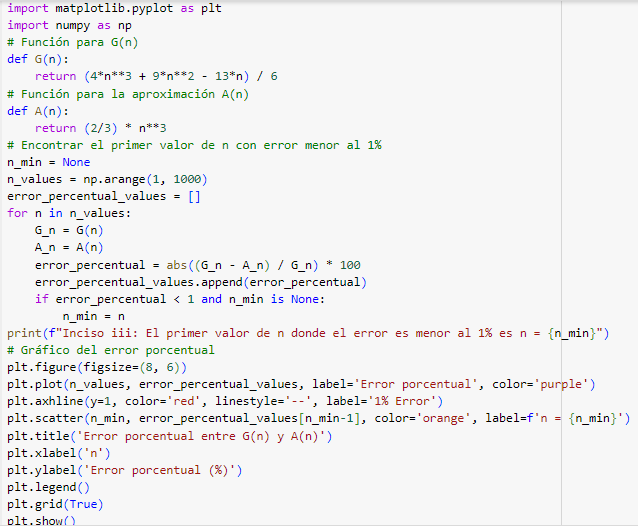 import matplotlib.pyplot as plt
import numpy as np
# Función para G(n)
def G(n):
    return (4*n**3 + 9*n**2 - 13*n) / 6
# Función para la aproximación A(n)
def A(n):
    return (2/3) * n**3
# Encontrar el primer valor de n con error menor al 1%
n_min = None
n_values = np.arange(1, 1000)
error_percentual_values = []
for n in n_values:
    G_n = G(n)
    A_n = A(n)
    error_percentual = abs((G_n - A_n) / G_n) * 100
    error_percentual_values.append(error_percentual)
    if error_percentual < 1 and n_min is None:
        n_min = n
print(f"Inciso iii: El primer valor de n donde el error es menor al 1% es n = {n_min}")
# Gráfico del error porcentual
plt.figure(figsize=(8, 6))
plt.plot(n_values, error_percentual_values, label='Error porcentual', color='purple')
plt.axhline(y=1, color='red', linestyle='--', label='1% Error')
plt.scatter(n_min, error_percentual_values[n_min-1], color='orange', label=f'n = {n_min}')
plt.title('Error porcentual entre G(n) y A(n)')
plt.xlabel('n')
plt.ylabel('Error porcentual (%)')
plt.legend()
plt.grid(True)
plt.show()